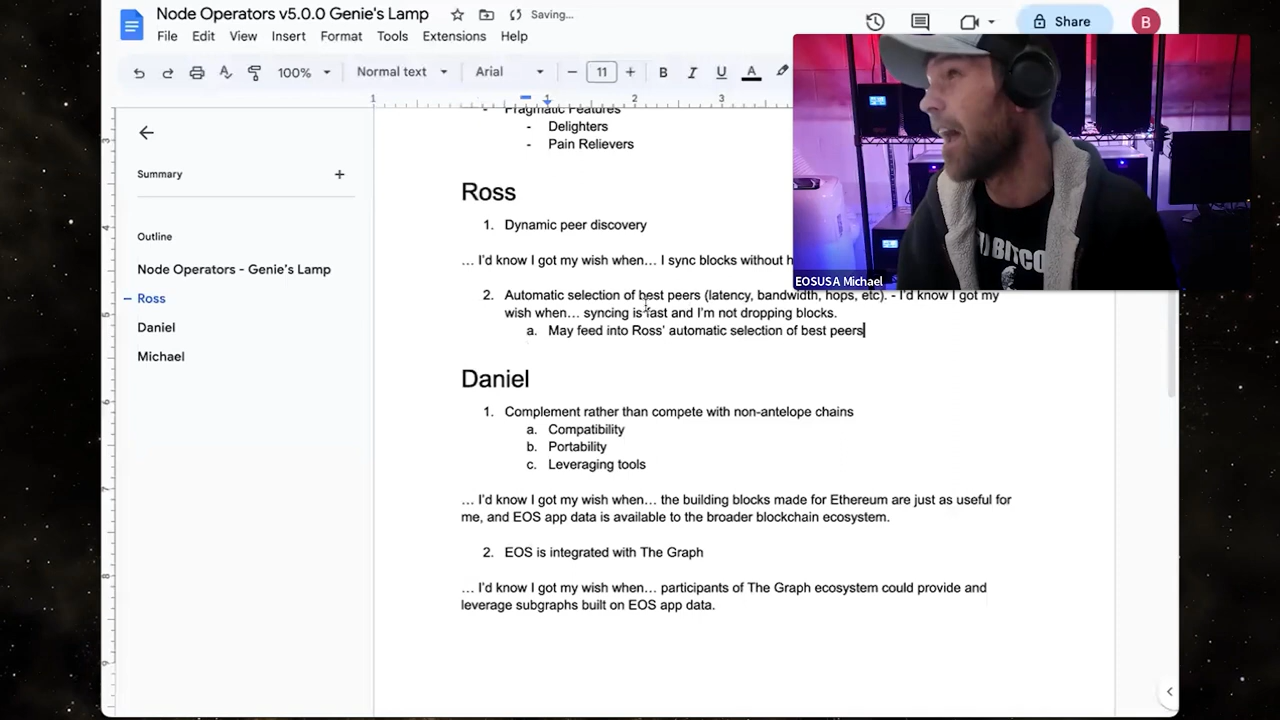 Node Operators v5.0.0 Genie's Lamp
Saving...
File Edit View Insert Format Tools Extensions Help
Share
B
100% Normal text Arial 11 B I U A
1 1 2 3
Summary
Outline
Node Operators - Genie's Lamp
Ross
Daniel
Michael
- Pragmatic Features
- Delighters
- Pain Relievers
Ross
1. Dynamic peer discovery
… I'd know I got my wish when… I sync blocks without
2. Automatic selection of best peers (latency, bandwidth, hops, etc). - I'd know I got my
wish when… syncing is fast and I'm not dropping blocks.
a. May feed into Ross' automatic selection of best peers
Daniel
1. Complement rather than compete with non-antelope chains
a. Compatibility
b. Portability
c. Leveraging tools
… I'd know I got my wish when… the building blocks made for Ethereum are just as useful for
me, and EOS app data is available to the broader blockchain ecosystem.
2. EOS is integrated with The Graph
… I'd know I got my wish when… participants of The Graph ecosystem could provide and
leverage subgraphs built on EOS app data.
BITCO
EOSUSA Michael